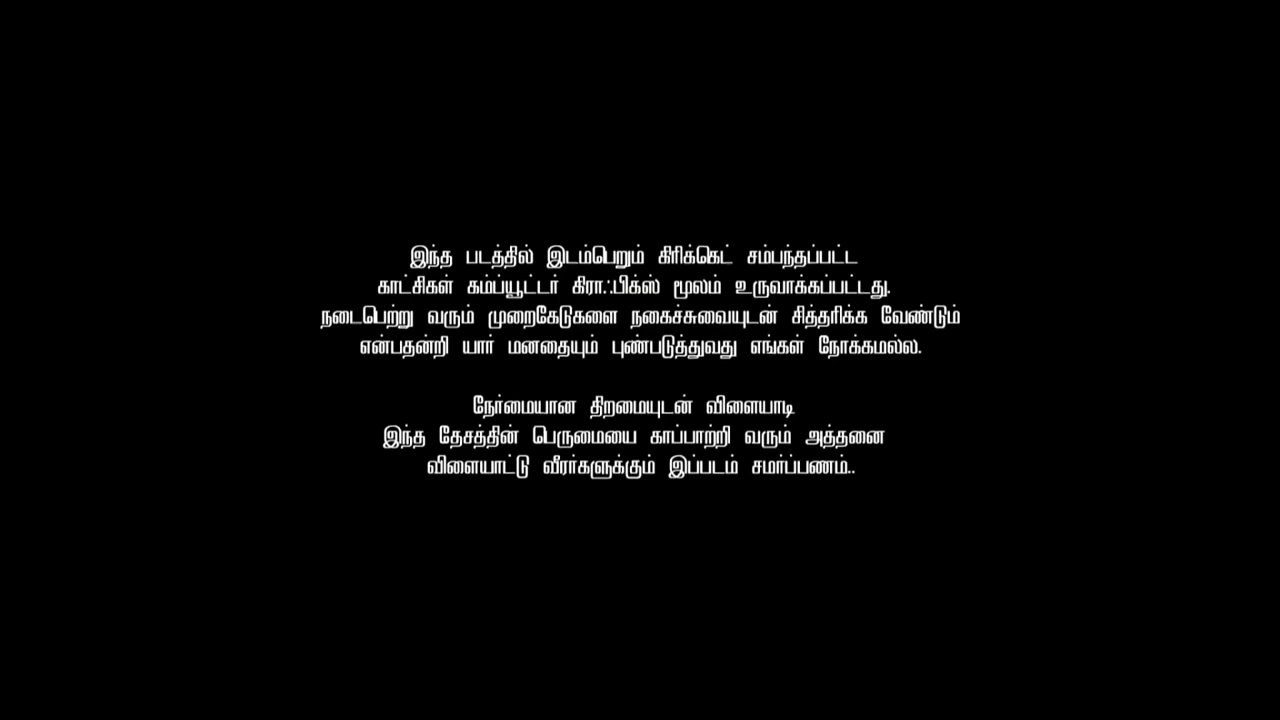 இந்த படத்தில் இடம்பெறும் கிரிக்கெட் சம்பந்தப்பட்ட
காட்சிகள் கம்ப்யூட்டர் கிராஃபிக்ஸ் மூலம் உருவாக்கப்பட்டது.
நடைபெற்று வரும் முறைகேடுகளை நகைச்சுவையுடன் சித்தரிக்க வேண்டும்
என்பதன்றி யார் மனதையும் புண்படுத்துவது எங்கள் நோக்கமல்ல.
நேர்மையான திறமையுடன் விளையாடி
இந்த தேசத்தின் பெருமையை காப்பாற்றி வரும் அத்தனை
விளையாட்டு வீரர்களுக்கும் இப்படம் சமர்ப்பணம்..